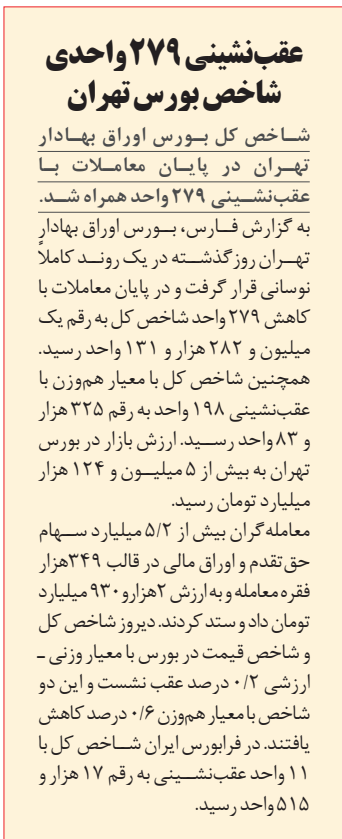 عقب‌نشینی ۲۷۹ واحدی
شاخص بورس تهران
شاخص کل بورس اوراق بهادار
تهران در پایان معاملات با
عقب‌نشینی ۲۷۹ واحد همراه شد.
به گزارش فارس، بورس اوراق بهادار
تهران روز گذشته در یک روند کاملاً
نوسانی قرار گرفت و در پایان معاملات با
کاهش ۲۷۹ واحد شاخص کل به رقم یک
میلیون و ۲۸۲ هزار و ۱۳۱ واحد رسید.
همچنین شاخص کل با معیار هم‌وزن با
عقب‌نشینی ۱۹۸ واحد به رقم ۳۲۵ هزار
و ۸۳ واحد رسید. ارزش بازار در بورس
تهران به بیش از ۵ میلیون و ۱۲۴ هزار
میلیارد تومان رسید.
معامله‌گران بیش از ۵/۲ میلیارد سهام
حق‌تقدم و اوراق مالی در قالب ۳۴۹هزار
فقره معامله و به ارزش ۲هزار و ۹۳۰ میلیارد
تومان داد و ستد کردند. دیروز شاخص کل
و شاخص قیمت در بورس با معیار وزنی ـ
ارزشی ۰/۲ درصد عقب نشست و این دو
شاخص با معیار هم‌وزن ۰/۶ درصد کاهش
یافتند. در فرابورس ایران شاخص کل با
۱۱ واحد عقب‌نشینی به رقم ۱۷ هزار و
۵۱۵ واحد رسید.